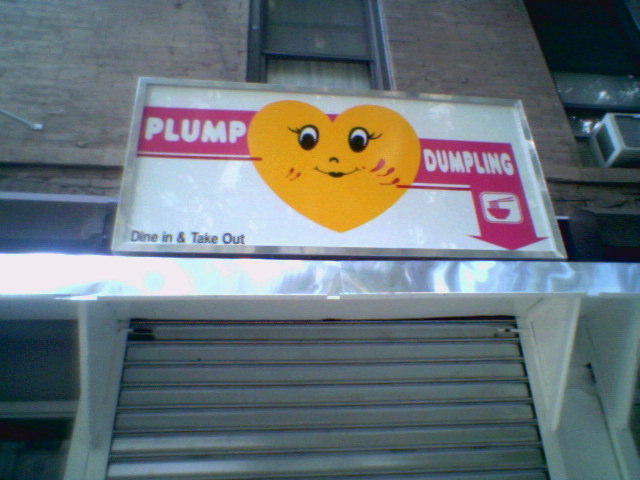 PLUMP DUMPLING
Dine in & Take Out